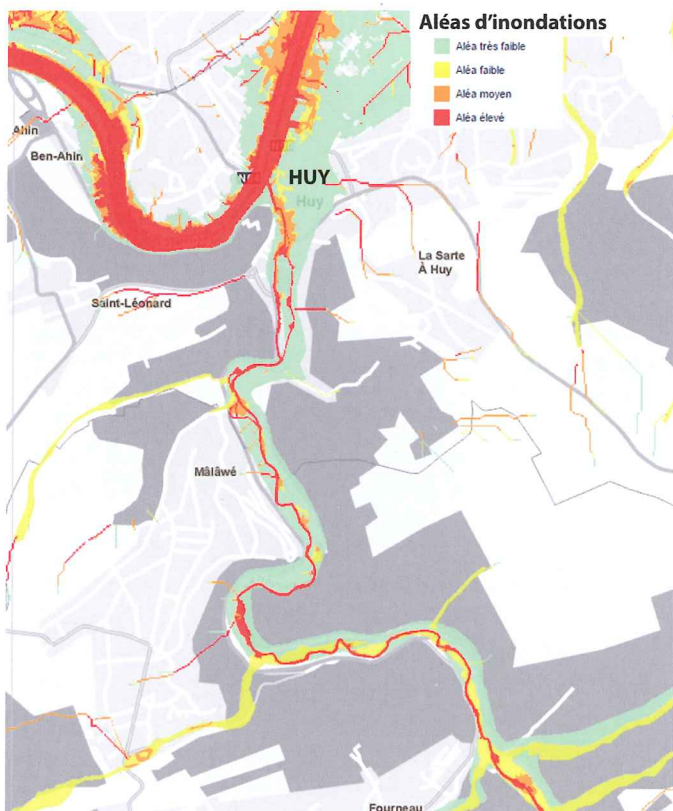 Aléas d'inondations
Aléa très faible
Aléa faible
Aléa moyen
Aléa élevé
Ahin
Ben-Ahin
HUY
Huy
La Sarte
À Huy
Saint-Léonard
Mâlâwé
Fourneau